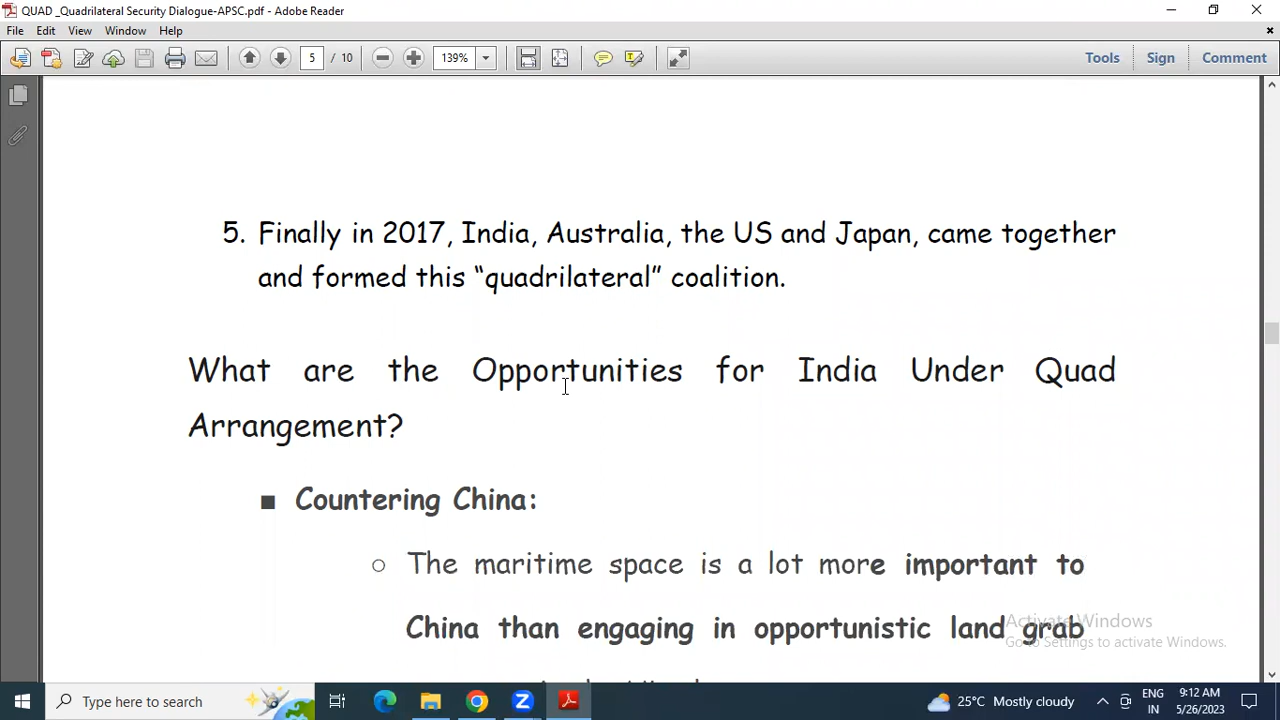 QUAD _Quadrilateral Security Dialogue-APSC.pdf - Adobe Reader
File Edit View Window Help
5 / 10 139% Tools Sign Comment
5. Finally in 2017, India, Australia, the US and Japan, came together
and formed this “quadrilateral” coalition.
What are the Opportunities for India Under Quad
Arrangement?
■ Countering China:
○ The maritime space is a lot more important to
China than engaging in opportunistic land grab
Activate Windows
Go to Settings to activate Windows.
Type here to search
25°C Mostly cloudy
ENG
IN
9:12 AM
5/26/2023